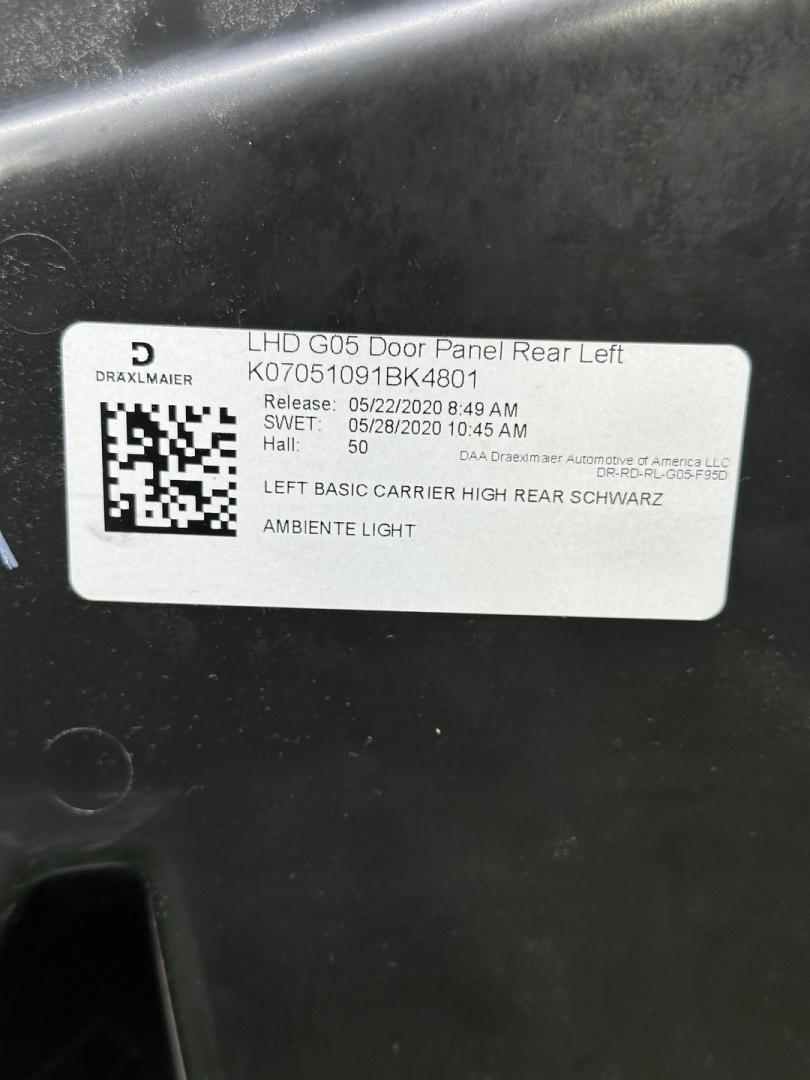 D
DRÄXLMAIER
LHD G05 Door Panel Rear Left
K07051091BK4801
Release: 05/22/2020 8:49 AM
SWET: 05/28/2020 10:45 AM
Hall: 50
DAA Draexlmaier Automotive of America LLC
DR-RD-RL-G05-F95D
LEFT BASIC CARRIER HIGH REAR SCHWARZ
AMBIENTE LIGHT